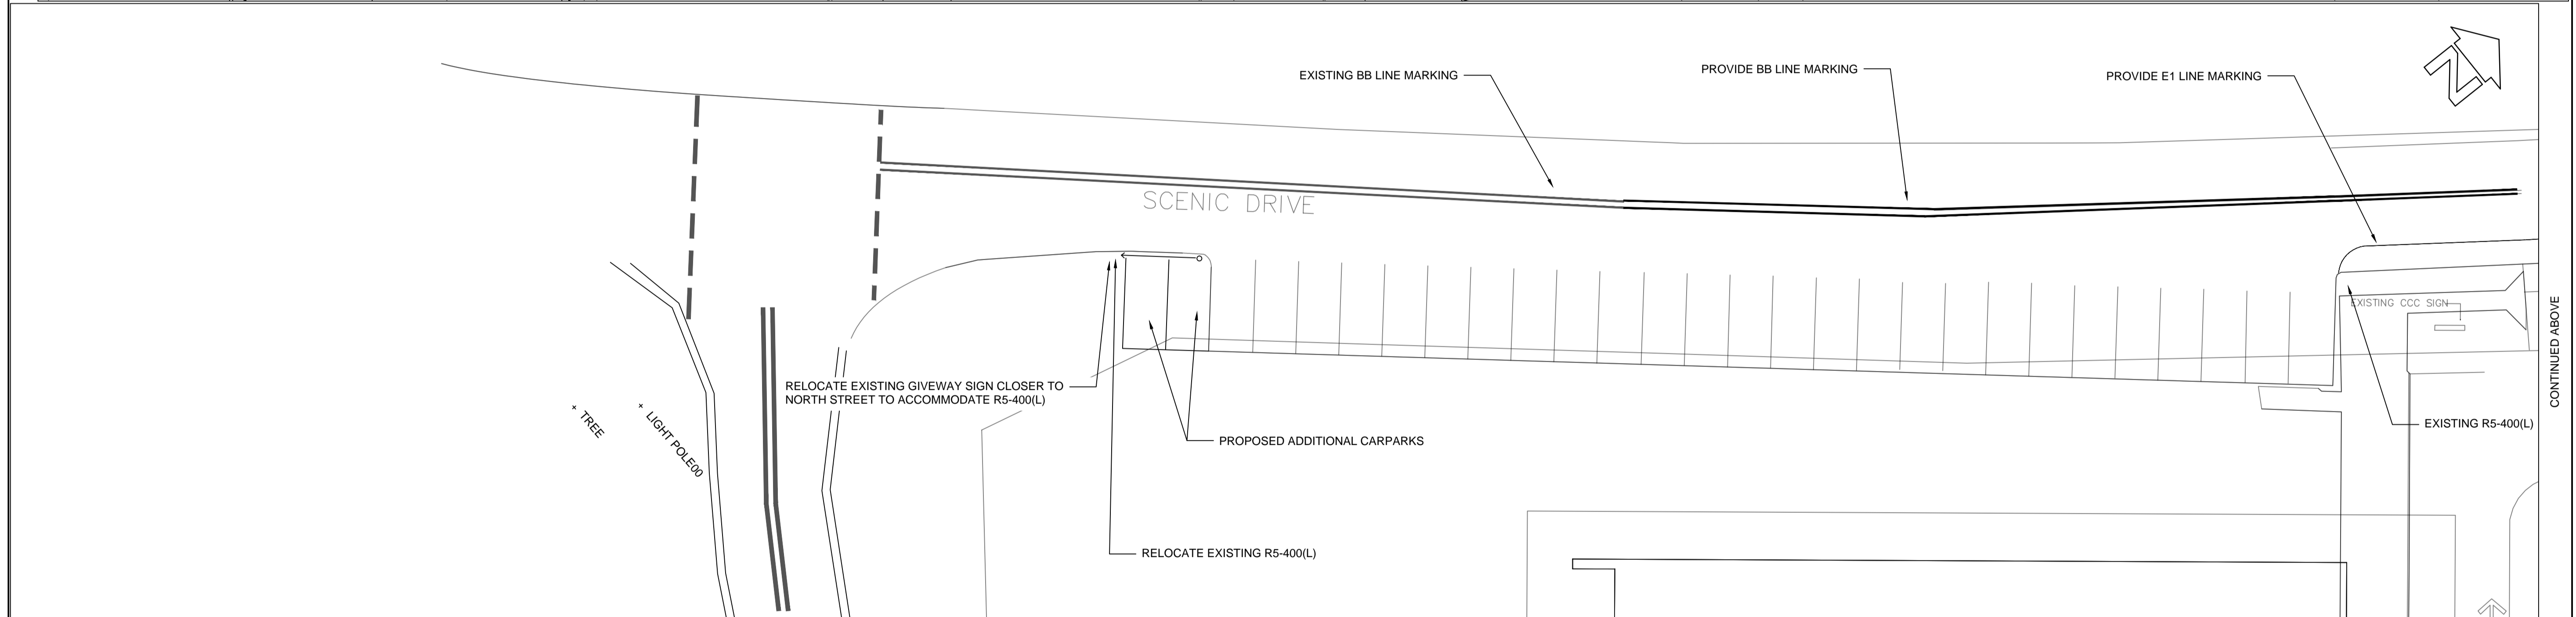 EXISTING BB LINE MARKING
PROVIDE BB LINE MARKING
PROVIDE E1 LINE MARKING
N
SCENIC DRIVE
EXISTING CCC SIGN
RELOCATE EXISTING GIVEWAY SIGN CLOSER TO
NORTH STREET TO ACCOMMODATE R5-400(L)
TREE
LIGHT POLE00
PROPOSED ADDITIONAL CARPARKS
EXISTING R5-400(L)
RELOCATE EXISTING R5-400(L)
CONTINUED ABOVE